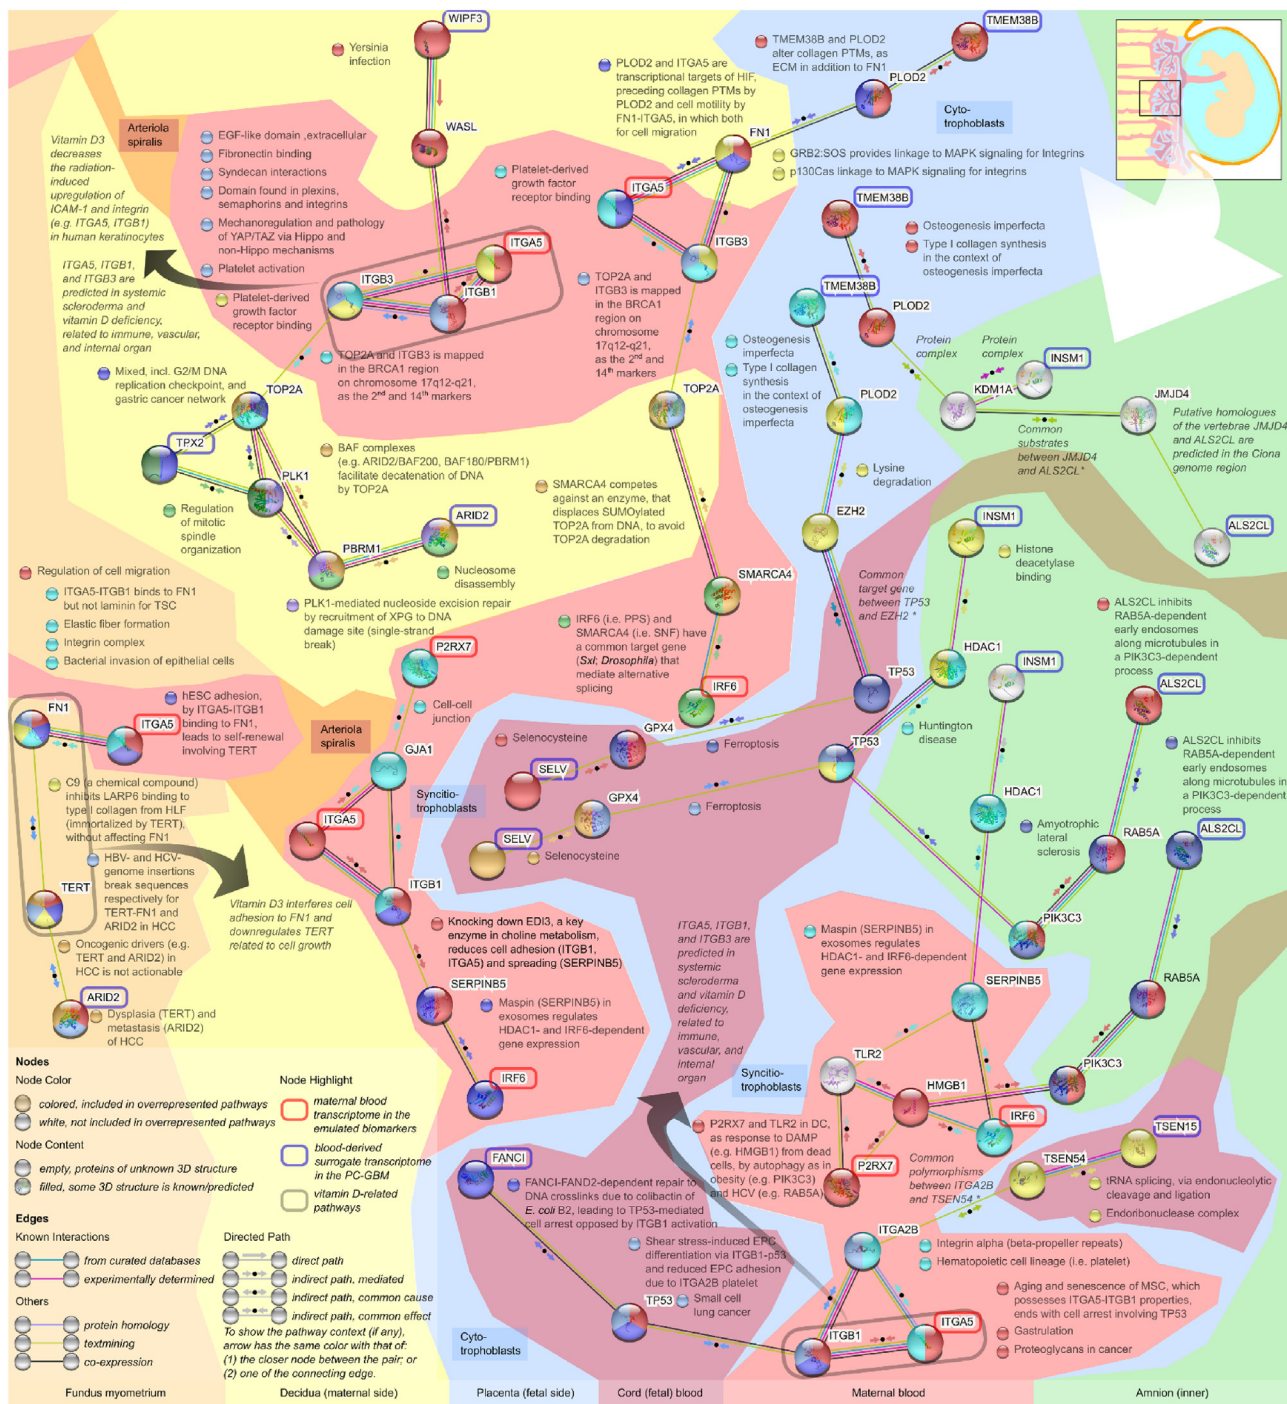 WIPF3
Yersinia
infection
WASL
TMEM38B
TMEM38B and PLOD2
alter collagen PTMs, as
ECM in addition to FN1
PLOD2
PLOD2 and ITGA5 are
transcriptional targets of HIF,
preceding collagen PTMs by
PLOD2 and cell motility by
FN1-ITGA5, in which both
for cell migration
Cyto-
trophoblasts
FN1
GRB2:SOS provides linkage to MAPK signaling for Integrins
p130Cas linkage to MAPK signaling for integrins
Arteriola
spiralis
Vitamin D3
decreases
the radiation-
induced
upregulation of
ICAM-1 and integrin
(e.g. ITGA5, ITGB1)
in human keratinocytes
ITGA5, ITGB1,
and ITGB3 are
predicted in systemic
scleroderma and
vitamin D deficiency,
related to immune, vascular,
and internal organ
EGF-like domain ,extracellular
Fibronectin binding
Syndecan interactions
Domain found in plexins,
semaphorins and integrins
Mechanoregulation and pathology
of YAP/TAZ via Hippo and
non-Hippo mechanisms
Platelet activation
Platelet-derived
growth factor
receptor binding
ITGB3
ITGA5
ITGB1
Platelet-derived
growth factor
receptor binding
ITGA5
ITGB3
TOP2A and
ITGB3 is mapped
in the BRCA1
region on
chromosome
17q12-q21,
as the 2nd and
14th markers
TOP2A and ITGB3 is mapped
in the BRCA1 region
on chromosome 17q12-q21,
as the 2nd and 14th markers
Mixed, incl. G2/M DNA
replication checkpoint, and
gastric cancer network
TOP2A
TPX2
PLK1
Regulation
of mitotic
spindle
organization
BAF complexes
(e.g. ARID2/BAF200, BAF180/PBRM1)
facilitate decatenation of DNA
by TOP2A
PBRM1
ARID2
Nucleosome
disassembly
PLK1-mediated nucleoside excision repair
by recruitment of XPG to DNA
damage site (single-strand
break)
TOP2A
SMARCA4 competes
against an enzyme, that
displaces SUMOylated
TOP2A from DNA, to avoid
TOP2A degradation
SMARCA4
IRF6 (i.e. PPS) and
SMARCA4 (i.e. SNF) have
a common target gene
(Sxl; Drosophila) that
mediate alternative
splicing
IRF6
TMEM38B
Osteogenesis imperfecta
Type I collagen synthesis
in the context of
osteogenesis imperfecta
TMEM38B
PLOD2
Osteogenesis
imperfecta
Type I collagen
synthesis
in the context of
osteogenesis
imperfecta
PLOD2
Protein
complex
Protein
complex
INSM1
KDM1A
JMJD4
Common
substrates
between JMJD4
and ALS2CL*
Putative homologues
of the vertebrae JMJD4
and ALS2CL are
predicted in the Ciona
genome region
ALS2CL
Lysine
degradation
EZH2
Common
target gene
between TP53
and EZH2 *
TP53
INSM1
Histone
deacetylase
binding
HDAC1
INSM1
Huntington
disease
HDAC1
ALS2CL inhibits
RAB5A-dependent
early endosomes
along microtubules in
a PIK3C3-dependent
process
ALS2CL
ALS2CL inhibits
RAB5A-dependent
early endosomes
along microtubules in
a PIK3C3-dependent
process
ALS2CL
Amyotrophic
lateral
sclerosis
RAB5A
PIK3C3
RAB5A
PIK3C3
Regulation of cell migration
ITGA5-ITGB1 binds to FN1
but not laminin for TSC
Elastic fiber formation
Integrin complex
Bacterial invasion of epithelial cells
FN1
ITGA5
hESC adhesion,
by ITGA5-ITGB1
binding to FN1,
leads to self-renewal
involving TERT
C9 (a chemical compound)
inhibits LARP6 binding to
type I collagen from HLF
(immortalized by TERT),
without affecting FN1
HBV- and HCV-
genome insertions
break sequences
respectively for
TERT-FN1 and
ARID2 in HCC
TERT
Oncogenic drivers (e.g.
TERT and ARID2) in
HCC is not actionable
ARID2
Dysplasia (TERT) and
metastasis (ARID2)
of HCC
Vitamin D3 interferes cell
adhesion to FN1 and
downregulates TERT
related to cell growth
Arteriola
spiralis
P2RX7
Cell-cell
junction
GJA1
Syncitio-
trophoblasts
ITGA5
ITGB1
Knocking down EDI3, a key
enzyme in choline metabolism,
reduces cell adhesion (ITGB1,
ITGA5) and spreading (SERPINB5)
SERPINB5
Maspin (SERPINB5) in
exosomes regulates
HDAC1- and IRF6-dependent
gene expression
IRF6
Selenocysteine
GPX4
Ferroptosis
SELV
TP53
GPX4
Ferroptosis
SELV
Selenocysteine
ITGA5, ITGB1,
and ITGB3 are
predicted in
systemic
scleroderma
and vitamin D
deficiency,
related to
immune,
vascular, and
internal
organ
Maspin (SERPINB5) in
exosomes regulates
HDAC1- and IRF6-dependent
gene expression
SERPINB5
TLR2
Syncitio-
trophoblasts
HMGB1
IRF6
P2RX7 and TLR2 in DC,
as response to DAMP
(e.g. HMGB1) from dead
cells, by autophagy as in
obesity (e.g. PIK3C3)
and HCV (e.g. RAB5A)
P2RX7
Common
polymorphisms
between ITGA2B
and TSEN54 *
TSEN15
TSEN54
tRNA splicing, via endonucleolytic
cleavage and ligation
Endoribonuclease complex
ITGA2B
Integrin alpha (beta-propeller repeats)
Hematopoietic cell lineage (i.e. platelet)
Aging and senescence of MSC, which
possesses ITGA5-ITGB1 properties,
ends with cell arrest involving TP53
Gastrulation
Proteoglycans in cancer
ITGA5
ITGB1
FANCI
FANCI-FAND2-dependent repair to
DNA crosslinks due to colibactin of
E. coli B2, leading to TP53-mediated
cell arrest opposed by ITGB1 activation
Shear stress-induced EPC
differentiation via ITGB1-p53
and reduced EPC adhesion
due to ITGA2B platelet
TP53
Small cell
lung cancer
Cyto-
trophoblasts
Nodes
Node Color
colored, included in overrepresented pathways
white, not included in overrepresented pathways
Node Content
empty, proteins of unknown 3D structure
filled, some 3D structure is known/predicted
Node Highlight
maternal blood
transcriptome in the
emulated biomarkers
blood-derived
surrogate transcriptome
in the PC-GBM
vitamin D-related
pathways
Edges
Known Interactions
from curated databases
experimentally determined
Others
protein homology
textmining
co-expression
Directed Path
direct path
indirect path, mediated
indirect path, common cause
indirect path, common effect
To show the pathway context (if any),
arrow has the same color with that of:
(1) the closer node between the pair; or
(2) one of the connecting edge.
Fundus myometrium
Decidua (maternal side)
Placenta (fetal side)
Cord (fetal) blood
Maternal blood
Amnion (inner)